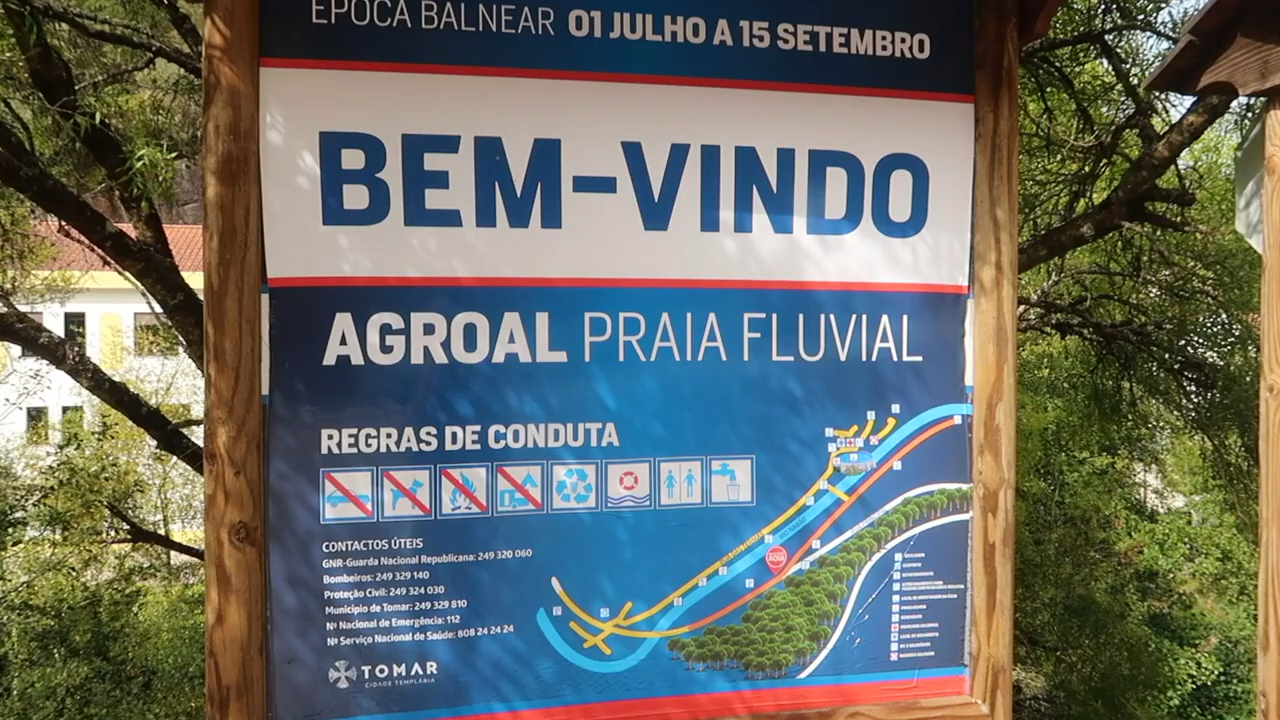 ÉPOCA BALNEAR 01 JULHO A 15 SETEMBRO
BEM-VINDO
AGROAL PRAIA FLUVIAL
REGRAS DE CONDUTA
CONTACTOS ÚTEIS
GNR-Guarda Nacional Republicana: 249 320 060
Bombeiros: 249 329 140
Proteção Civil: 249 324 030
Município de Tomar: 249 329 810
Nº Nacional de Emergência: 112
Nº Serviço Nacional de Saúde: 808 24 24 24
TOMAR
CIDADE TEMPLÁRIA
RIO NABÃO